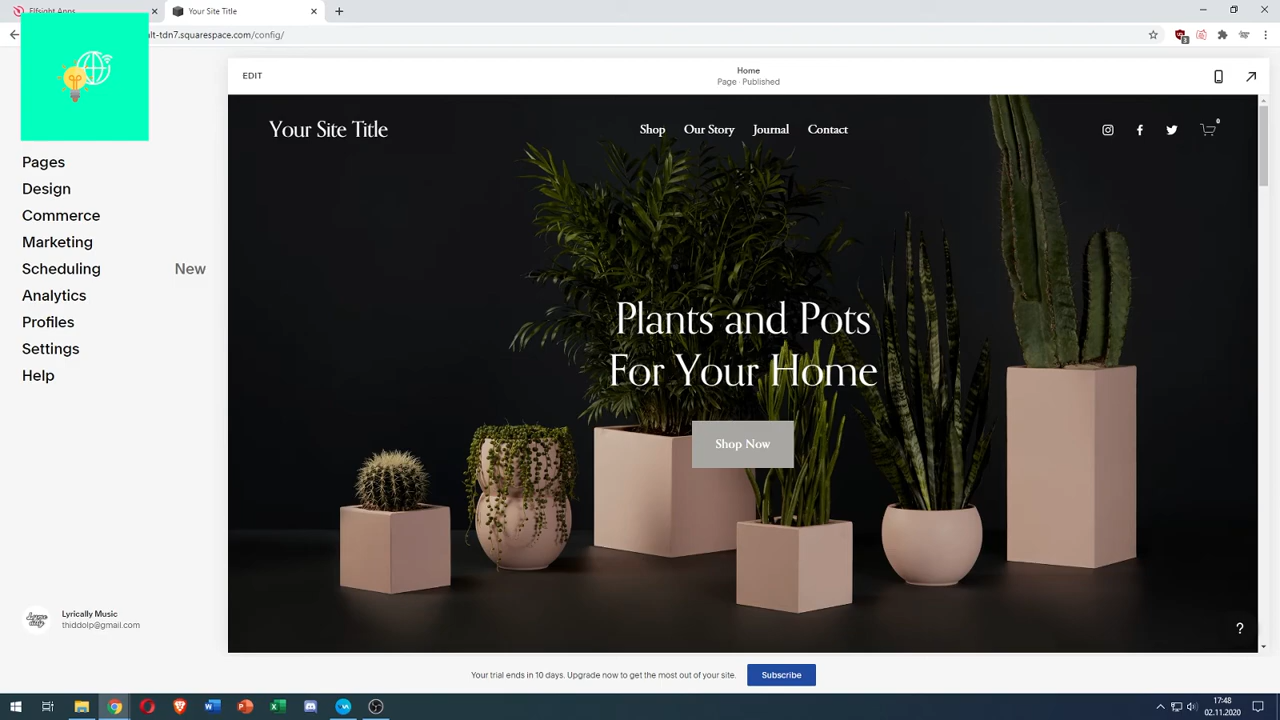 Elfsight Apps
Your Site Title
alt-tdn7.squarespace.com/config/
3
EDIT
Home
Page · Published
Your Site Title
Shop
Our Story
Journal
Contact
0
Pages
Design
Commerce
Marketing
Scheduling New
Analytics
Profiles
Settings
Help
Plants and Pots
For Your Home
Shop Now
Lyrically Music
thiddolp@gmail.com
?
Your trial ends in 10 days. Upgrade now to get the most out of your site.
Subscribe
17:48
02.11.2020